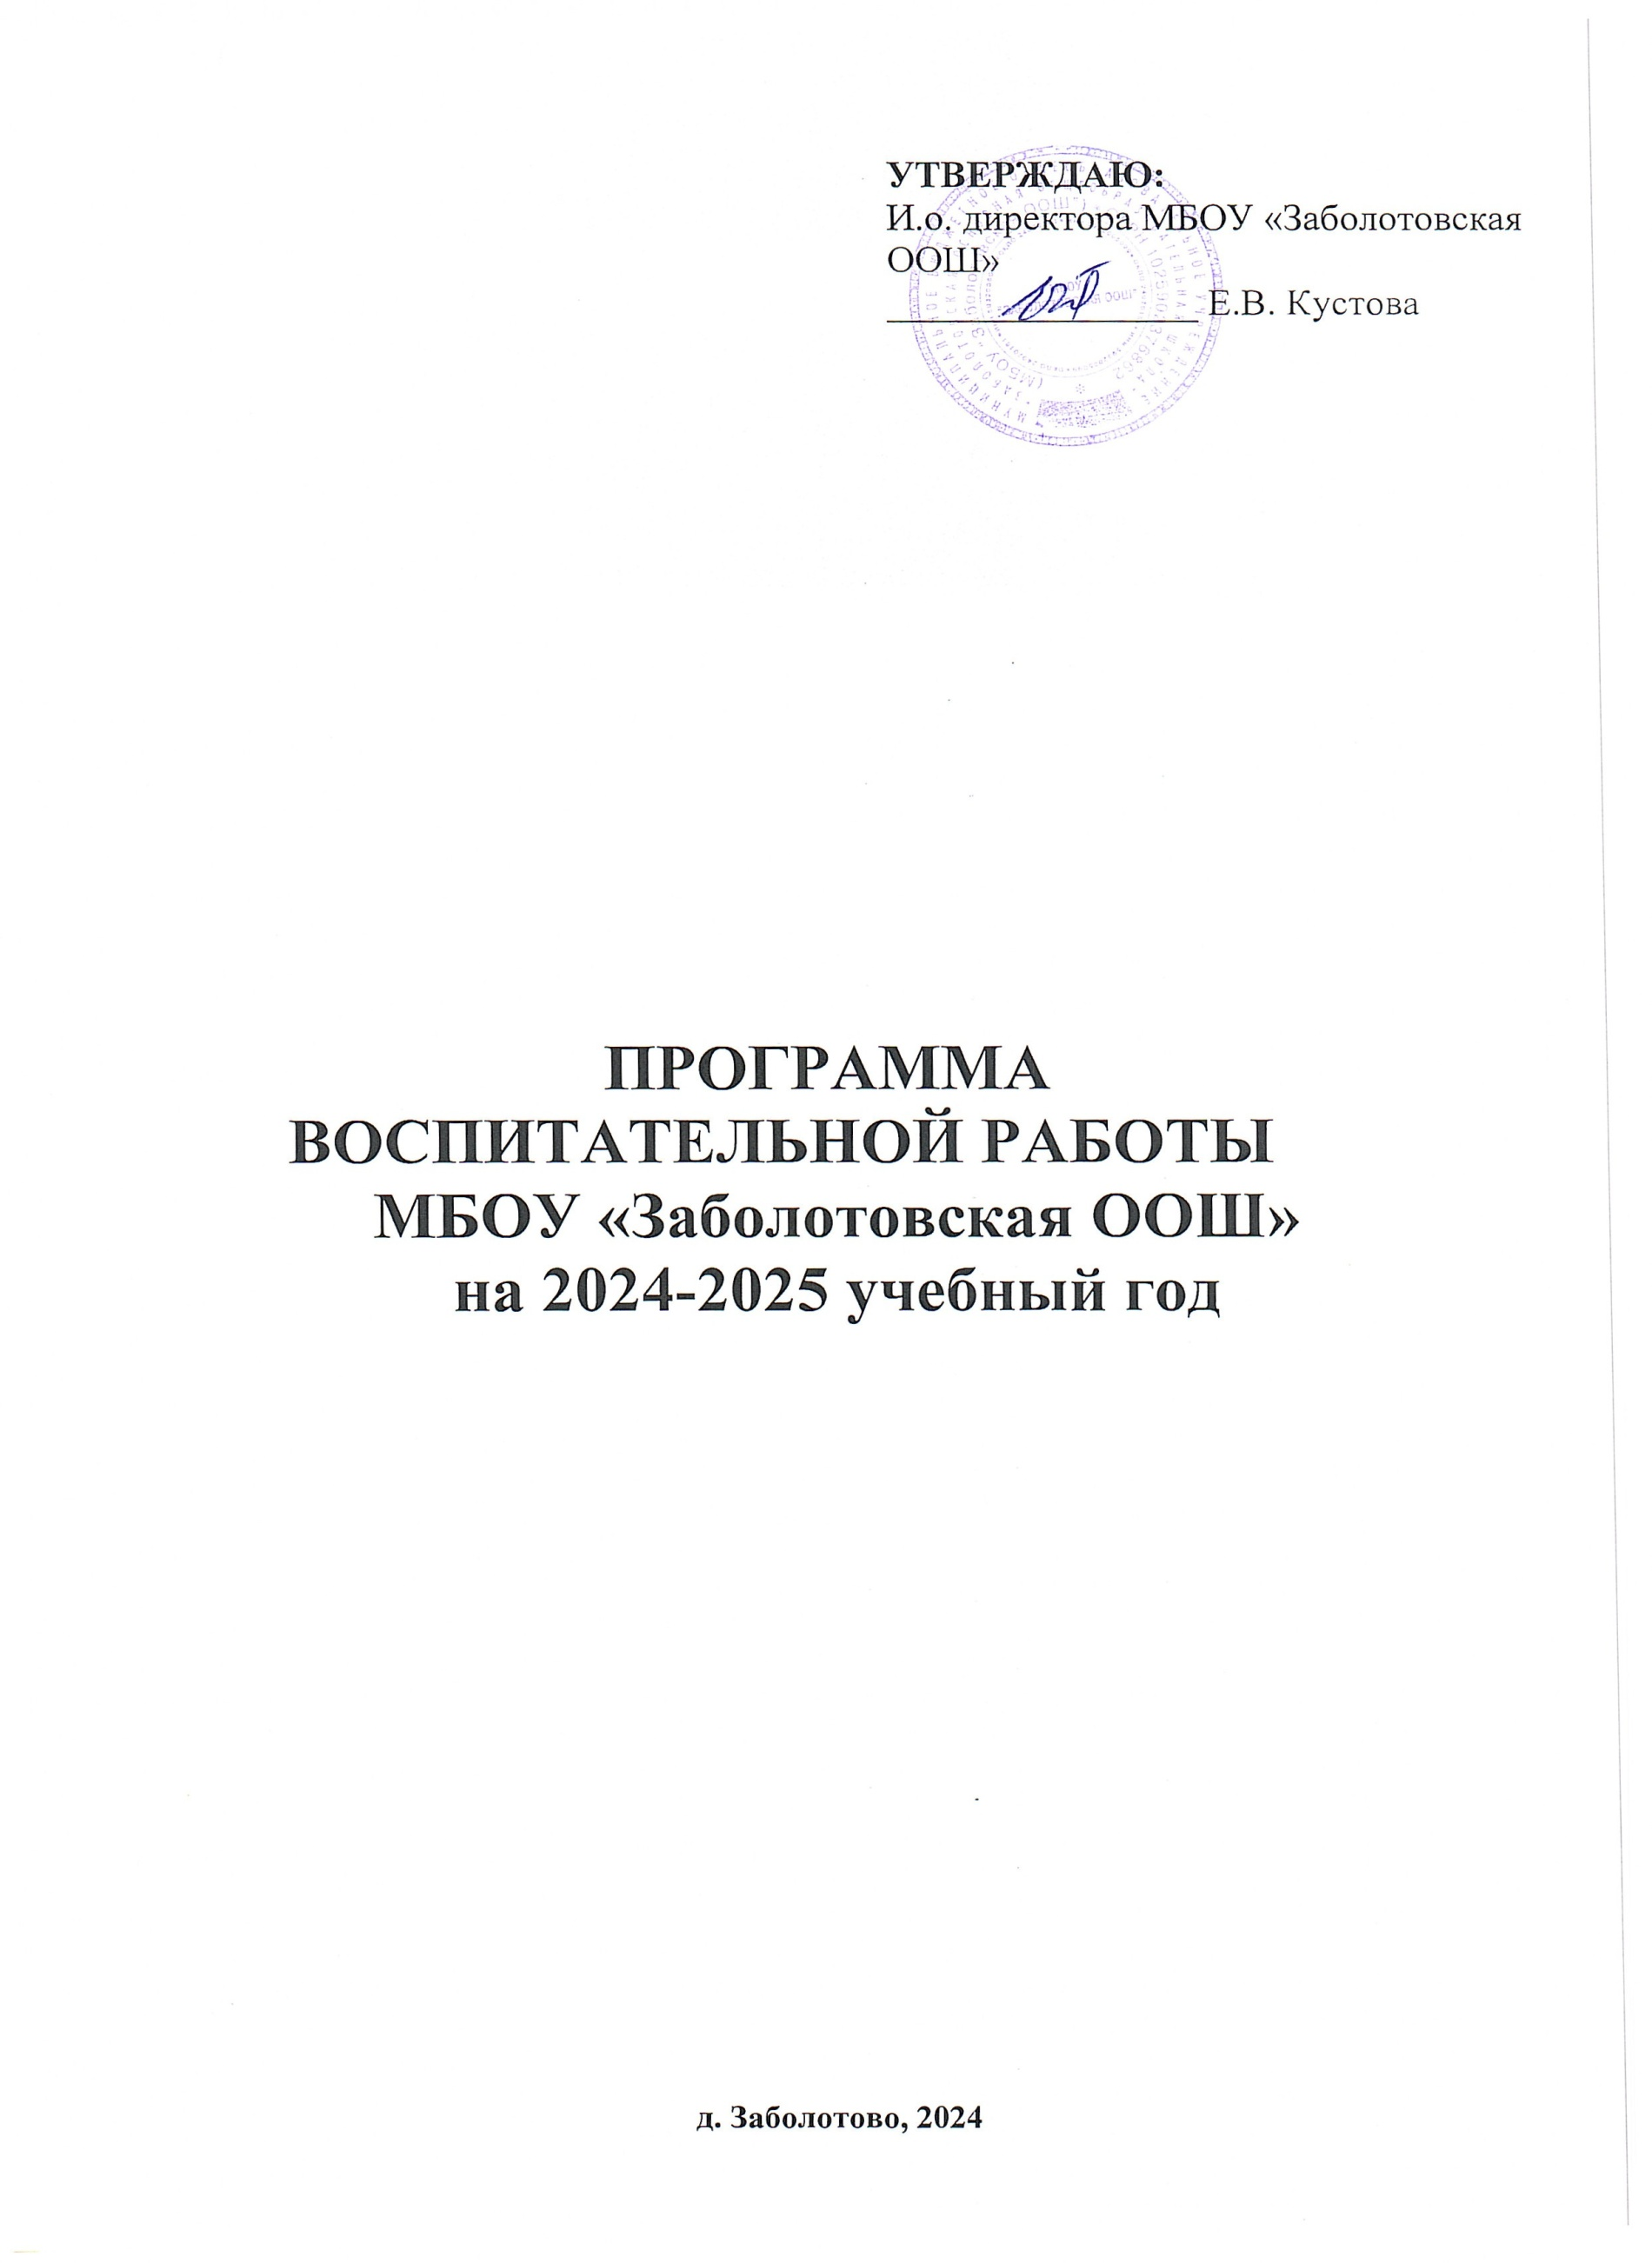 УТВЕРЖДАЮ:
И.о. директора МБОУ «Заболотовская
ООШ»
Е.В. Кустова
ПРОГРАММА
ВОСПИТАТЕЛЬНОЙ РАБОТЫ
МБОУ «Заболотовская ООШ»
на 2024-2025 учебный год
д. Заболотово, 2024